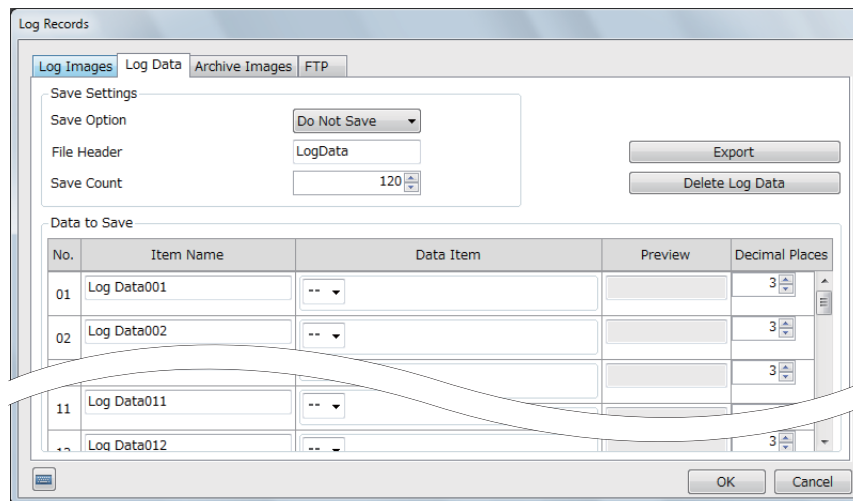 Log Records
Log Images Log Data Archive Images FTP
Save Settings
Save Option Do Not Save
File Header LogData
Save Count 120
Export
Delete Log Data
Data to Save
No. Item Name Data Item Preview Decimal Places
01 Log Data001 -- 3
02 Log Data002 -- 3
3
11 Log Data011 --
Log Data012 -- 3
OK Cancel